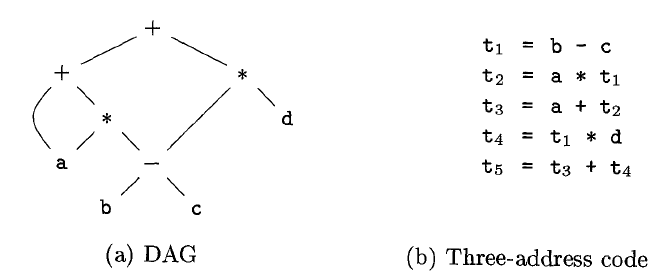 +
+ *
* d
a −
b c
(a) DAG
t₁ = b - c
t₂ = a * t₁
t₃ = a + t₂
t₄ = t₁ * d
t₅ = t₃ + t₄
(b) Three-address code